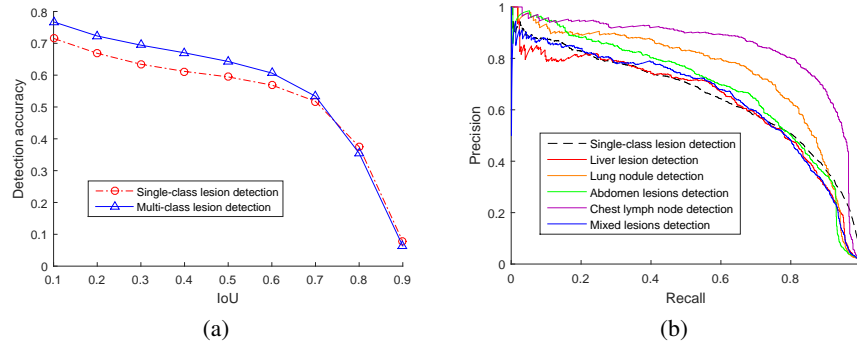 Detection accuracy
0.8
0.7
0.6
0.5
0.4
0.3
0.2
0.1
0
Single-class lesion detection
Multi-class lesion detection
0.1 0.2 0.3 0.4 0.5 0.6 0.7 0.8 0.9
IoU
(a)
Precision
1
0.8
0.6
0.4
0.2
0
Single-class lesion detection
Liver lesion detection
Lung nodule detection
Abdomen lesions detection
Chest lymph node detection
Mixed lesions detection
0 0.2 0.4 0.6 0.8
Recall
(b)